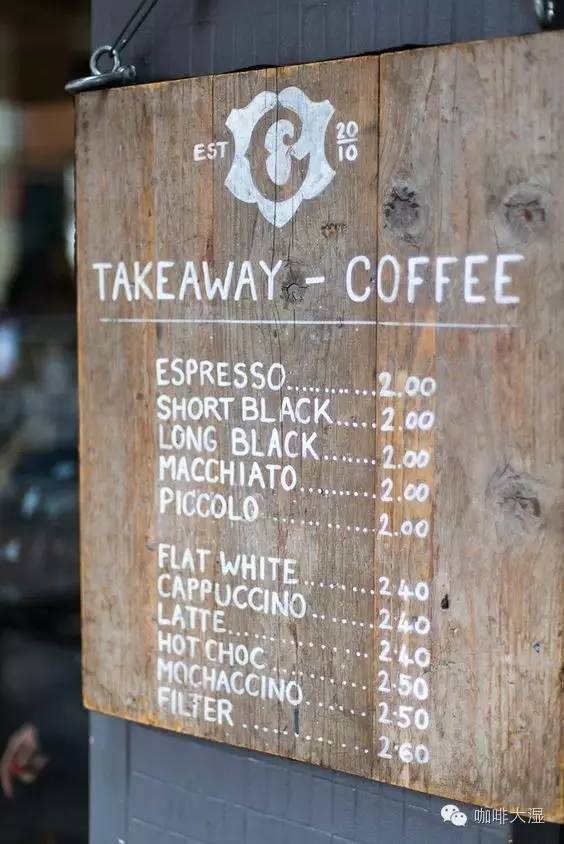 EST 20 10
TAKEAWAY - COFFEE
ESPRESSO.............2.00
SHORT BLACK......2.00
LONG BLACK........2.00
MACCHIATO...........2.00
PICCOLO................2.00
FLAT WHITE..........2.40
CAPPUCCINO.........2.40
LATTE...................2.40
HOT CHOC.............2.50
MOCHACCINO........2.50
FILTER..................2.60
咖啡大湿